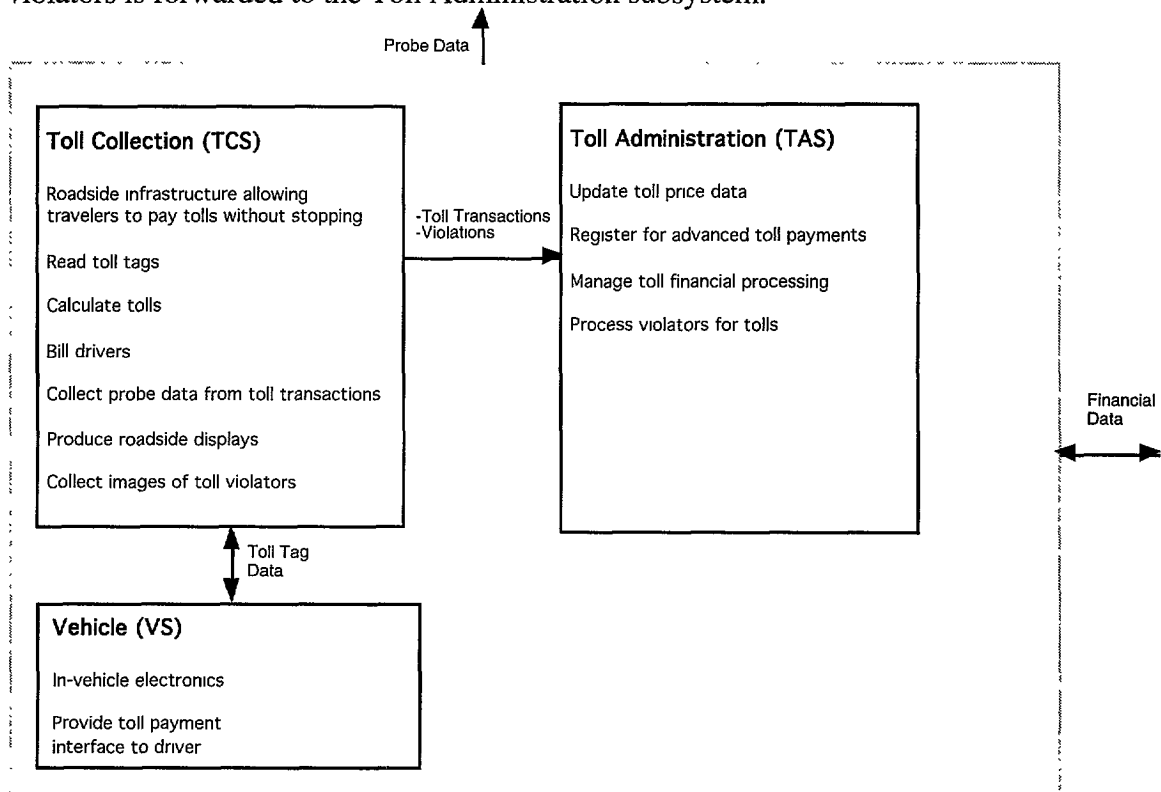 violators is forwarded to the Toll Administration subsystem.
Probe Data
Toll Collection (TCS)
Roadside infrastructure allowing
travelers to pay tolls without stopping
Read toll tags
Calculate tolls
Bill drivers
Collect probe data from toll transactions
Produce roadside displays
Collect images of toll violators
-Toll Transactions
-Violations
Toll Administration (TAS)
Update toll price data
Register for advanced toll payments
Manage toll financial processing
Process violators for tolls
Financial
Data
Toll Tag
Data
Vehicle (VS)
In-vehicle electronics
Provide toll payment
interface to driver